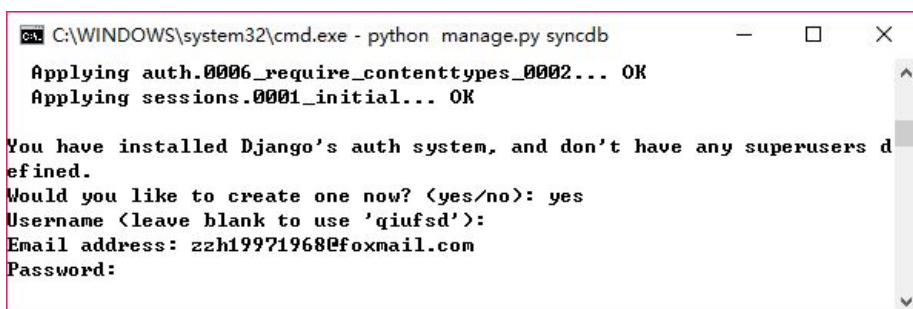 C:\WINDOWS\system32\cmd.exe - python  manage.py syncdb
Applying auth.0006_require_contenttypes_0002... OK
Applying sessions.0001_initial... OK
You have installed Django's auth system, and don't have any superusers d
efined.
Would you like to create one now? (yes/no): yes
Username (leave blank to use 'qiufsd'):
Email address: zzh19971968@foxmail.com
Password: